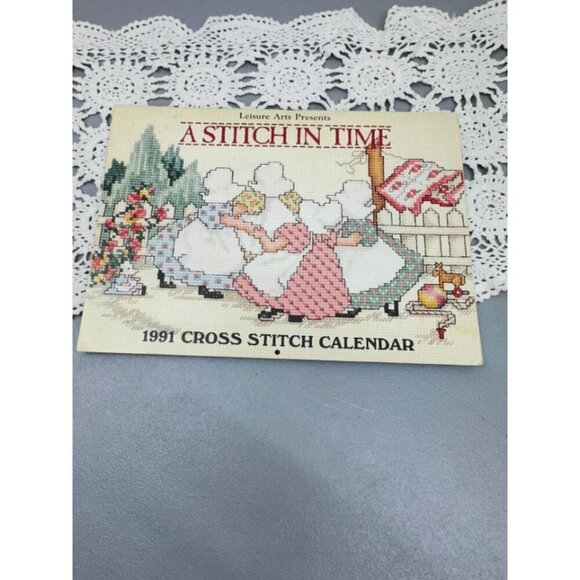 Leisure Arts Presents
A STITCH IN TIME
1991 CROSS STITCH CALENDAR